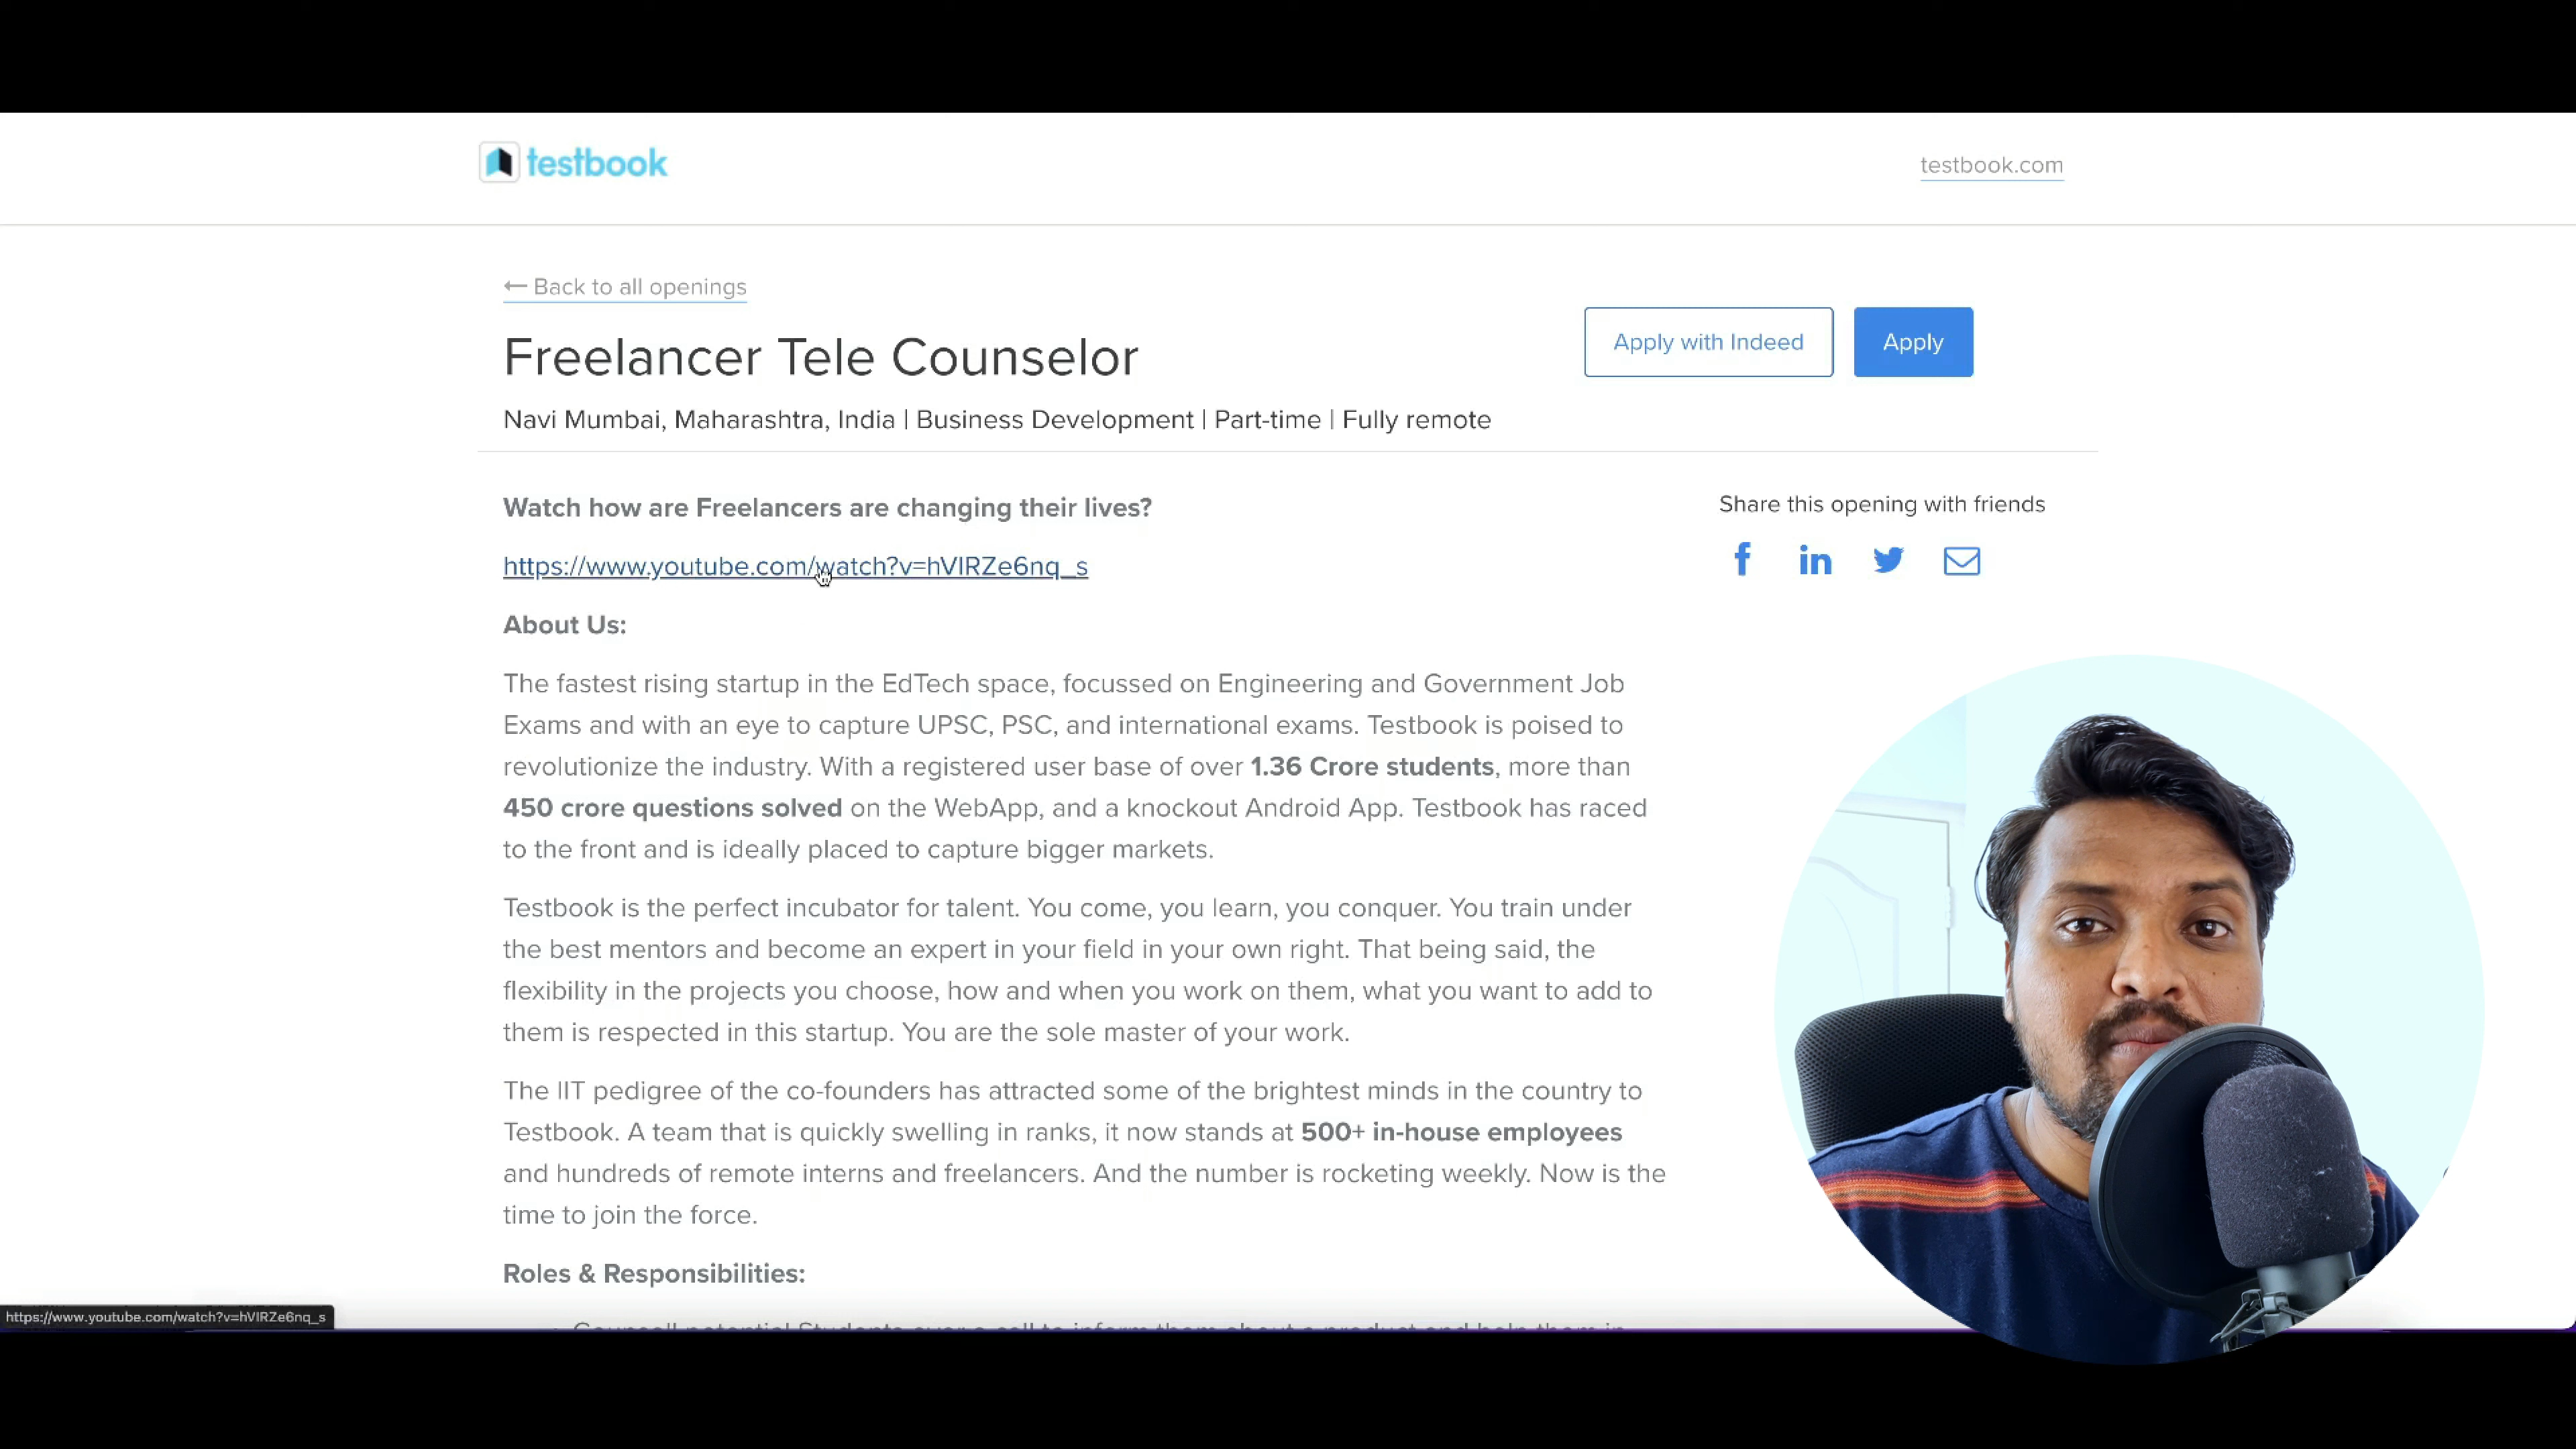 testbook
testbook.com
← Back to all openings
Freelancer Tele Counselor
Apply with Indeed
Apply
Navi Mumbai, Maharashtra, India | Business Development | Part-time | Fully remote
Watch how are Freelancers are changing their lives?
https://www.youtube.com/watch?v=hVIRZe6nq_s
Share this opening with friends
About Us:
The fastest rising startup in the EdTech space, focussed on Engineering and Government Job
Exams and with an eye to capture UPSC, PSC, and international exams. Testbook is poised to
revolutionize the industry. With a registered user base of over 1.36 Crore students, more than
450 crore questions solved on the WebApp, and a knockout Android App. Testbook has raced
to the front and is ideally placed to capture bigger markets.
Testbook is the perfect incubator for talent. You come, you learn, you conquer. You train under
the best mentors and become an expert in your field in your own right. That being said, the
flexibility in the projects you choose, how and when you work on them, what you want to add to
them is respected in this startup. You are the sole master of your work.
The IIT pedigree of the co-founders has attracted some of the brightest minds in the country to
Testbook. A team that is quickly swelling in ranks, it now stands at 500+ in-house employees
and hundreds of remote interns and freelancers. And the number is rocketing weekly. Now is the
time to join the force.
Roles & Responsibilities:
https://www.youtube.com/watch?v=hVIRZe6nq_s